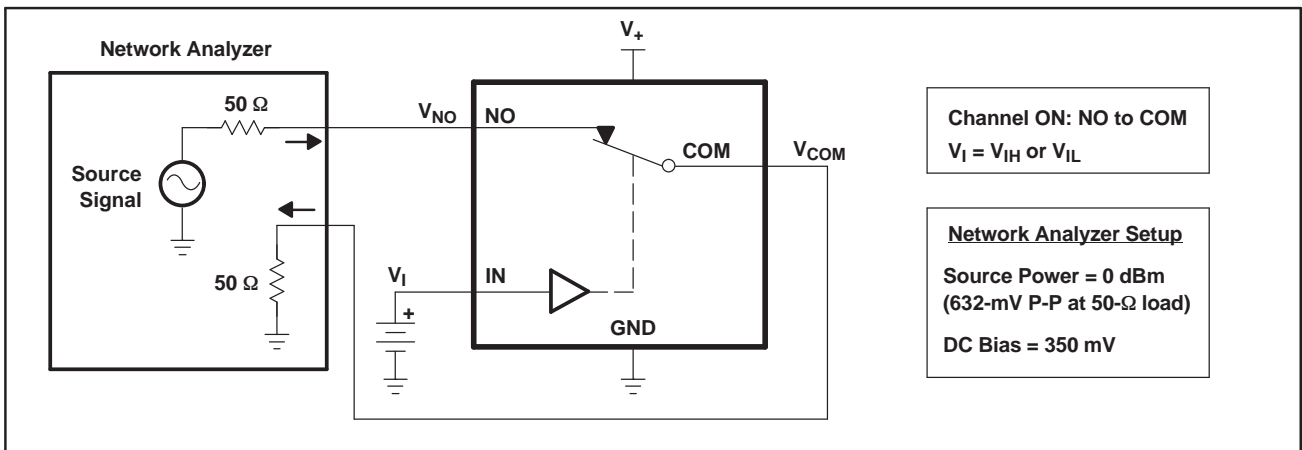 Network Analyzer
50 Ω
Source
Signal
50 Ω
V+
VNO
NO
COM
VCOM
VI
IN
+
GND
Channel ON: NO to COM
VI = VIH or VIL
Network Analyzer Setup
Source Power = 0 dBm
(632-mV P-P at 50-Ω load)
DC Bias = 350 mV